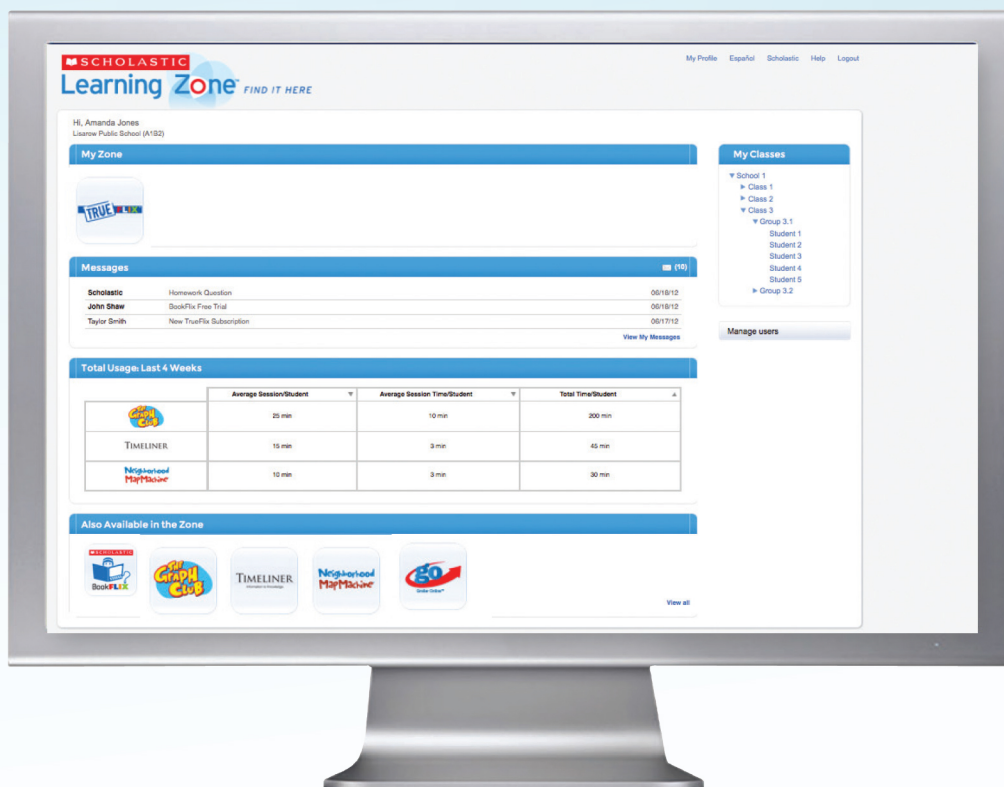 My Profile Español Scholastic Help Logout
SCHOLASTIC
Learning Zone FIND IT HERE
Hi, Amanda Jones
Lisarow Public School (A1B2)
My Zone
TRUE FLIX
My Classes
School 1
Class 1
Class 2
Class 3
Group 3.1
Student 1
Student 2
Student 3
Student 4
Student 5
Group 3.2
Manage users
Messages (10)
Scholastic Homework Question 06/16/12
John Shaw BookFlix Free Trial 06/18/12
Taylor Smith New TrueFlix Subscription 06/17/12
View My Messages
Total Usage: Last 4 Weeks
Average Session/Student Average Session Time/Student Total Time/Student
THE GRAPH CLUB 25 min 10 min 200 min
TIMELINER 15 min 3 min 45 min
Neighborhood MapMachine 10 min 3 min 30 min
Also Available in the Zone
SCHOLASTIC
BookFLIX
THE GRAPH CLUB
TIMELINER
Neighborhood
MapMachine
go
Grolier Online
View all